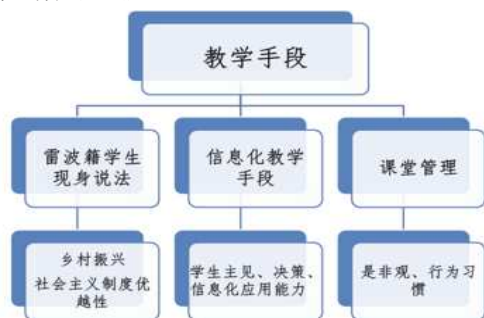 教学手段
雷波籍学生
现身说法
信息化教学
手段
课堂管理
乡村振兴
社会主义制度优
越性
学生主见、决策、
信息化应用能力
是非观、行为习
惯